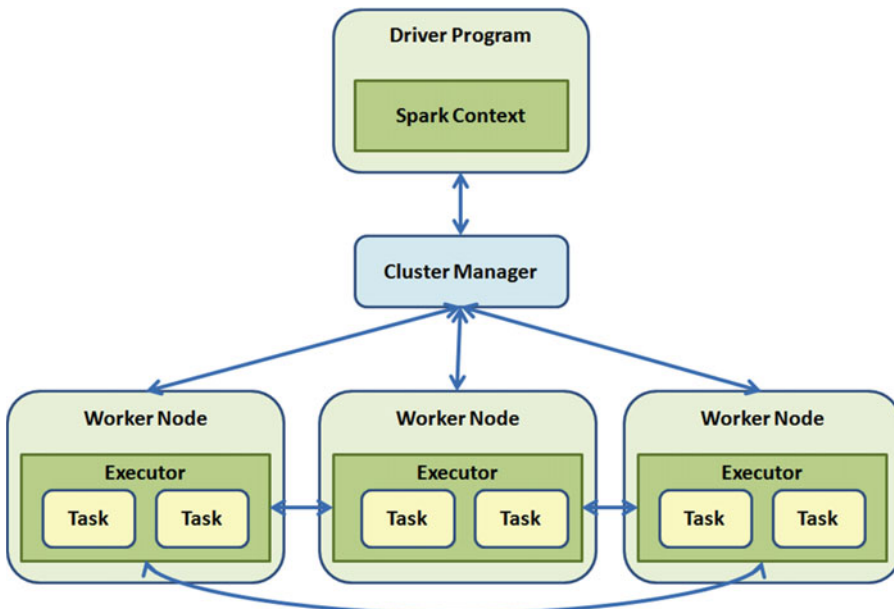 Driver Program
Spark Context
Cluster Manager
Worker Node
Executor
Task Task
Worker Node
Executor
Task Task
Worker Node
Executor
Task Task